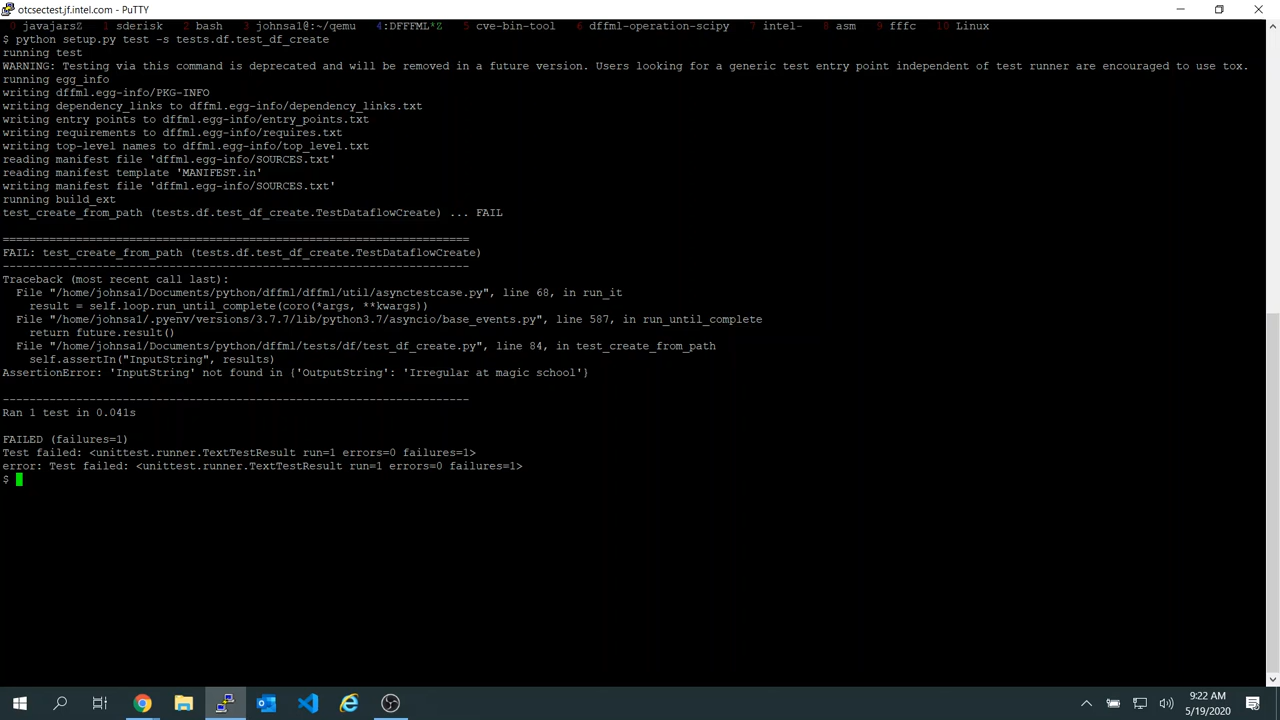 otcsectest.jf.intel.com - PuTTY
0 javajarsZ  1 sderisk  2 bash  3 johnsa1@:~/qemu  4:DFFFML*Z  5 cve-bin-tool  6 dffml-operation-scipy  7 intel-  8 asm  9 fffc  10 Linux
$ python setup.py test -s tests.df.test_df_create
running test
WARNING: Testing via this command is deprecated and will be removed in a future version. Users looking for a generic test entry point independent of test runner are encouraged to use tox.
running egg_info
writing dffml.egg-info/PKG-INFO
writing dependency_links to dffml.egg-info/dependency_links.txt
writing entry points to dffml.egg-info/entry_points.txt
writing requirements to dffml.egg-info/requires.txt
writing top-level names to dffml.egg-info/top_level.txt
reading manifest file 'dffml.egg-info/SOURCES.txt'
reading manifest template 'MANIFEST.in'
writing manifest file 'dffml.egg-info/SOURCES.txt'
running build_ext
test_create_from_path (tests.df.test_df_create.TestDataflowCreate) ... FAIL
======================================================================
FAIL: test_create_from_path (tests.df.test_df_create.TestDataflowCreate)
----------------------------------------------------------------------
Traceback (most recent call last):
  File "/home/johnsa1/Documents/python/dffml/dffml/util/asynctestcase.py", line 68, in run_it
    result = self.loop.run_until_complete(coro(*args, **kwargs))
  File "/home/johnsa1/.pyenv/versions/3.7.7/lib/python3.7/asyncio/base_events.py", line 587, in run_until_complete
    return future.result()
  File "/home/johnsa1/Documents/python/dffml/tests/df/test_df_create.py", line 84, in test_create_from_path
    self.assertIn("InputString", results)
AssertionError: 'InputString' not found in {'OutputString': 'Irregular at magic school'}
----------------------------------------------------------------------
Ran 1 test in 0.041s
FAILED (failures=1)
Test failed: <unittest.runner.TextTestResult run=1 errors=0 failures=1>
error: Test failed: <unittest.runner.TextTestResult run=1 errors=0 failures=1>
$
9:22 AM
5/19/2020